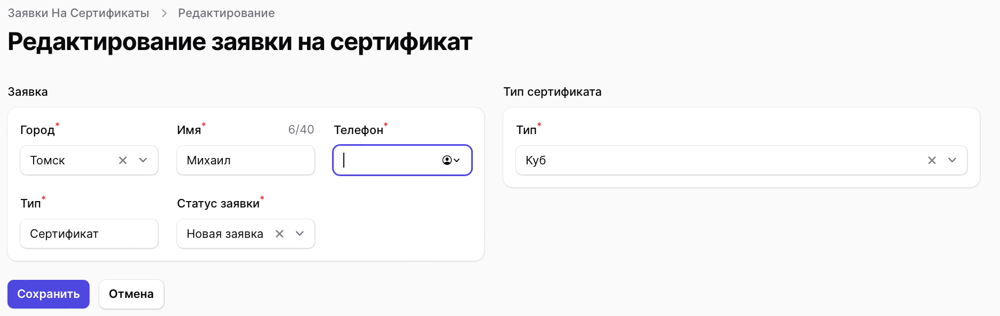 Заявки На Сертификаты > Редактирование
Редактирование заявки на сертификат
Заявка
Город*
Томск
Имя* 6/40
Михаил
Телефон*
Тип*
Сертификат
Статус заявки*
Новая заявка
Тип сертификата
Тип*
Куб
Сохранить
Отмена